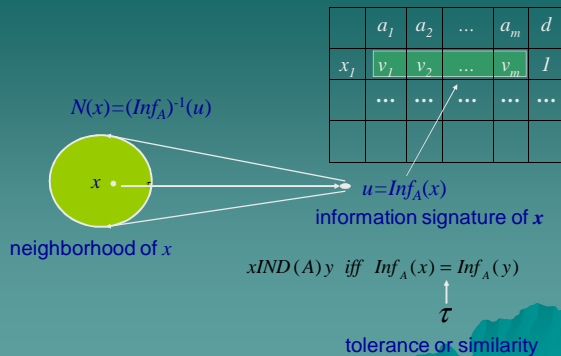 a1 a2 ... am d
x1 v1 v2 ... vm 1
... ... ... ... ...
N(x)=(InfA)-1(u)
x
u=InfA(x)
information signature of x
neighborhood of x
xIND(A)y iff InfA(x) = InfA(y)
τ
tolerance or similarity